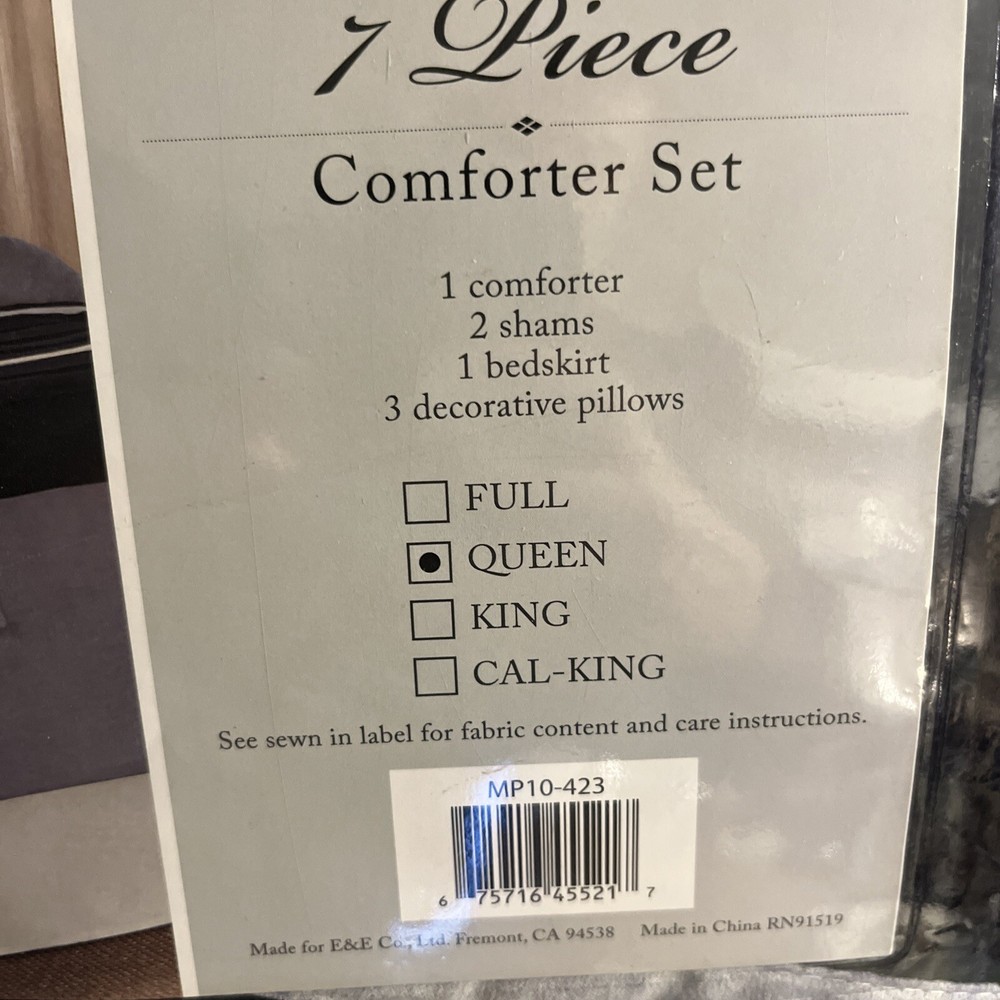 7 Piece
Comforter Set
1 comforter
2 shams
1 bedskirt
3 decorative pillows
FULL
QUEEN
KING
CAL-KING
See sewn in label for fabric content and care instructions.
MP10-423
6 75716 45521 7
Made for E&E Co., Ltd. Fremont, CA 94538 Made in China RN91519